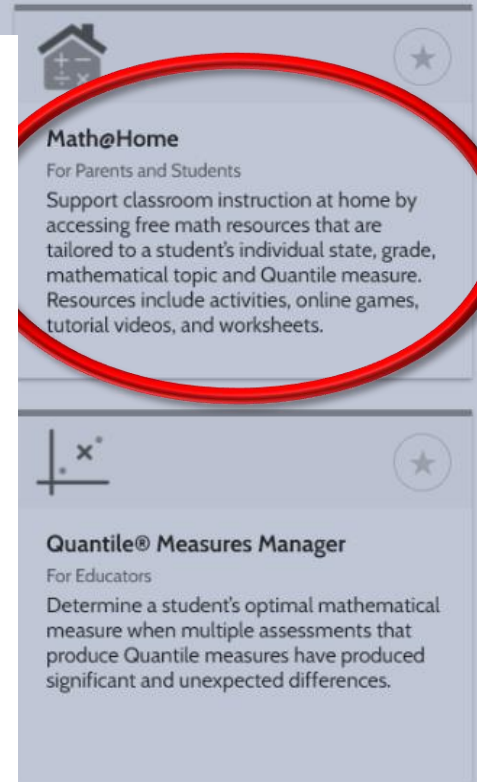 Math@Home
For Parents and Students
Support classroom instruction at home by
accessing free math resources that are
tailored to a student's individual state, grade,
mathematical topic and Quantile measure.
Resources include activities, online games,
tutorial videos, and worksheets.
Quantile® Measures Manager
For Educators
Determine a student's optimal mathematical
measure when multiple assessments that
produce Quantile measures have produced
significant and unexpected differences.